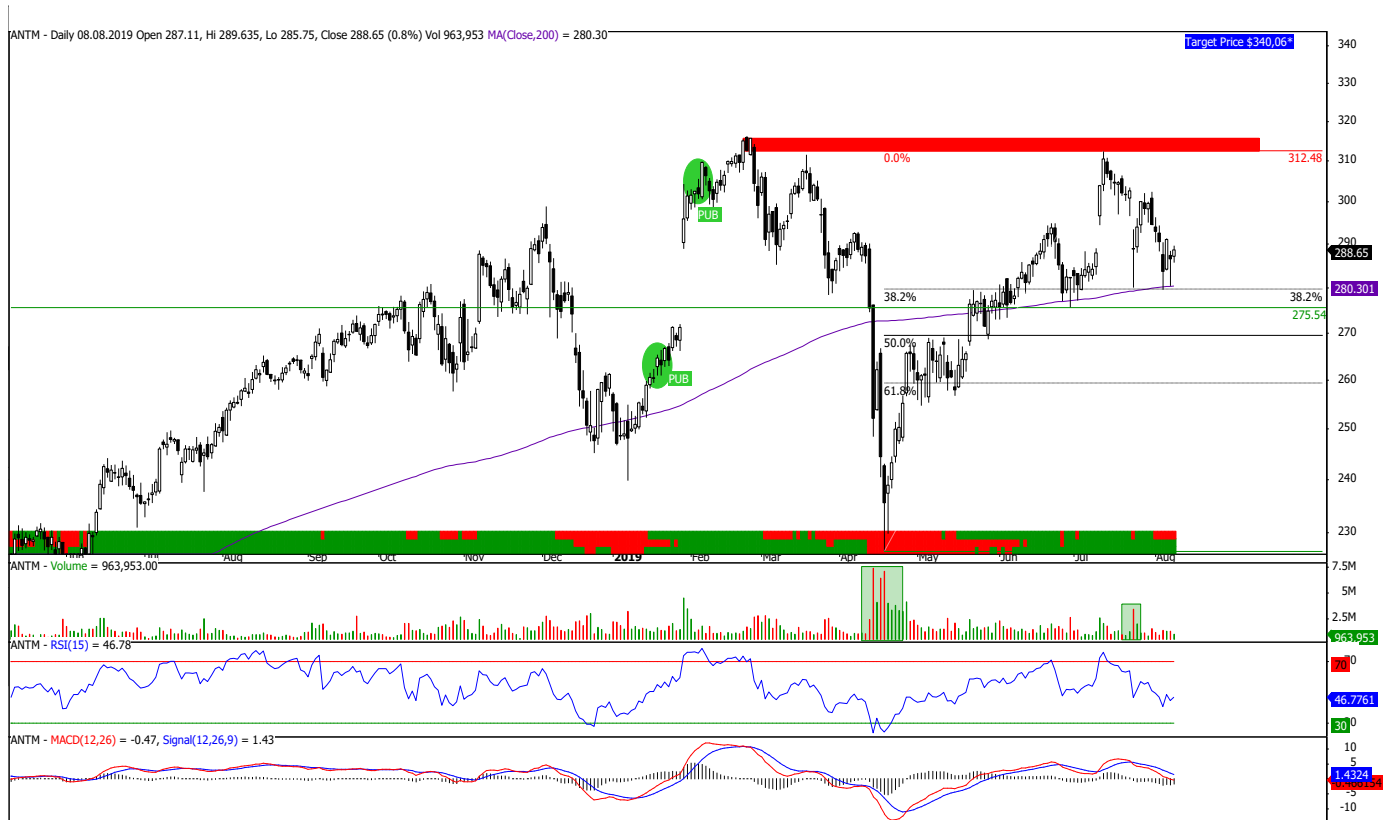 ANTM - Daily 08.08.2019 Open 287.11, Hi 289.635, Lo 285.75, Close 288.65 (0.8%) Vol 963,953 MA(Close,200) = 280.30
Target Price $340,06*
340
330
320
310
300
290
288.65
280.301
270
260
250
240
230
0.0%
312.48
PUB
38.2%
38.2%
275.54
50.0%
PUB
61.8%
Aug Sep Oct Nov Dec 2019 Feb Mar Apr May Jun Jul Aug
ANTM - Volume = 963,953.00
7.5M
5M
2.5M
963,953
ANTM - RSI(15) = 46.78
70
46.7761
30
ANTM - MACD(12,26) = -0.47, Signal(12,26,9) = 1.43
10
5
1.4324
-5
-10